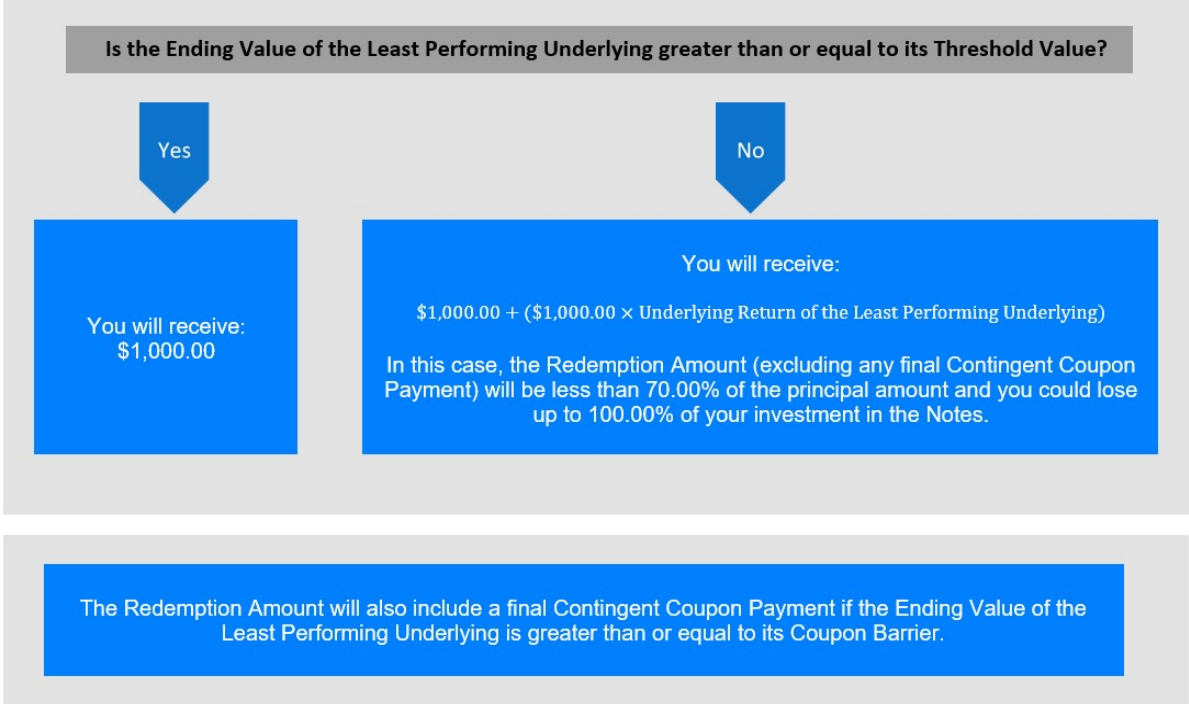 Is the Ending Value of the Least Performing Underlying greater than or equal to its Threshold Value?
Yes
No
You will receive:
$1,000.00
You will receive:
$1,000.00 + ($1,000.00 × Underlying Return of the Least Performing Underlying)
In this case, the Redemption Amount (excluding any final Contingent Coupon
Payment) will be less than 70.00% of the principal amount and you could lose
up to 100.00% of your investment in the Notes.
The Redemption Amount will also include a final Contingent Coupon Payment if the Ending Value of the
Least Performing Underlying is greater than or equal to its Coupon Barrier.